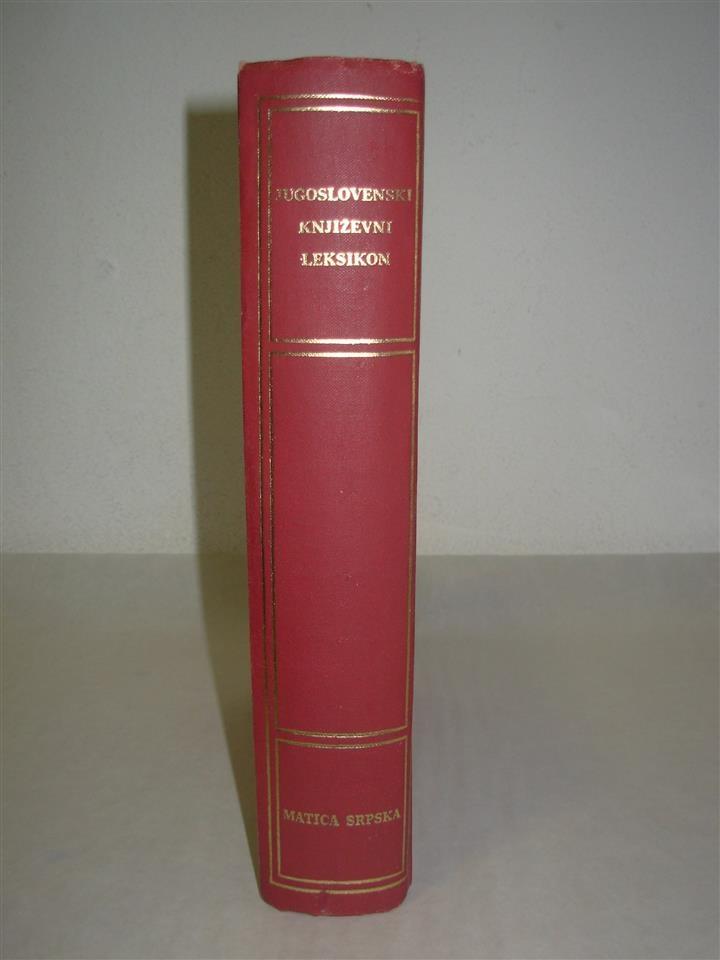 JUGOSLOVENSKI
KNJIŽEVNI
LEKSIKON
MATICA SRPSKA